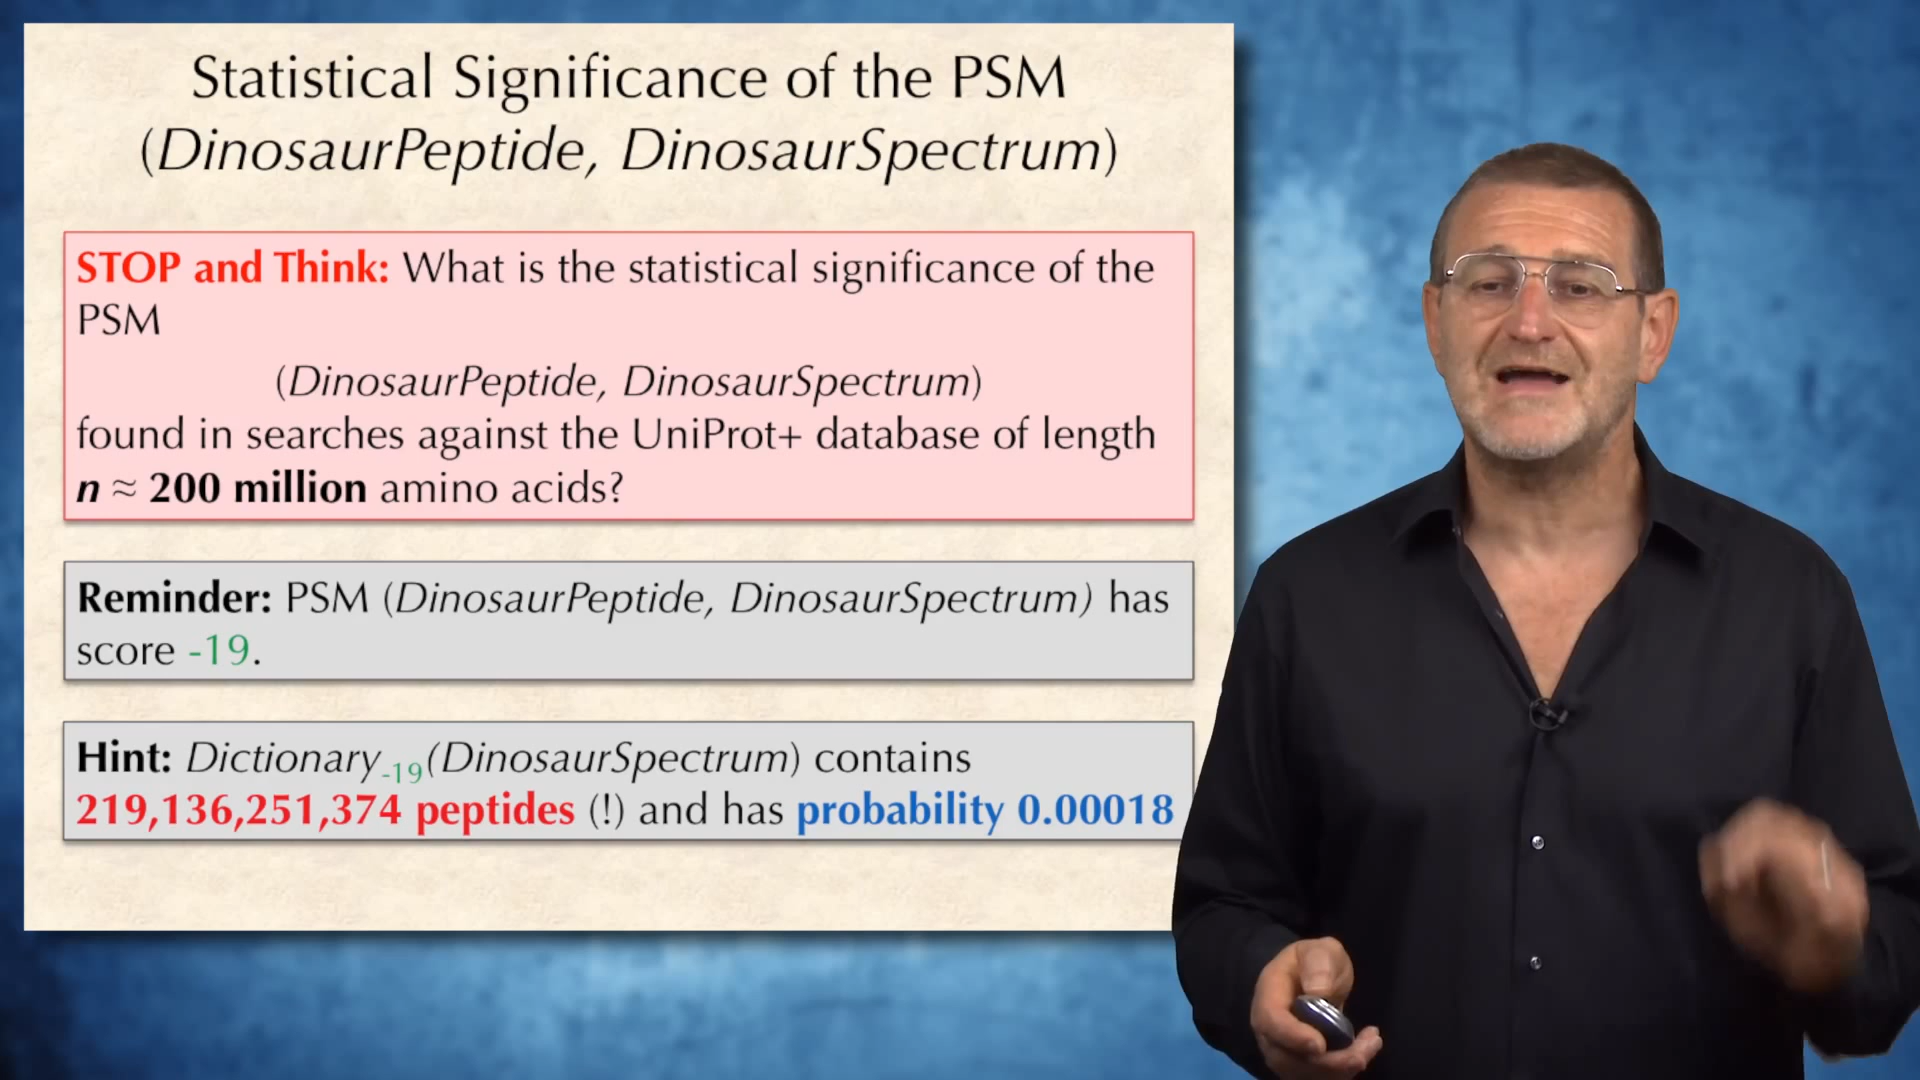 Statistical Significance of the PSM
(DinosaurPeptide, DinosaurSpectrum)
STOP and Think: What is the statistical significance of the
PSM
(DinosaurPeptide, DinosaurSpectrum)
found in searches against the UniProt+ database of length
n ≈ 200 million amino acids?
Reminder: PSM (DinosaurPeptide, DinosaurSpectrum) has
score -19.
Hint: Dictionary-19(DinosaurSpectrum) contains
219,136,251,374 peptides (!) and has probability 0.00018